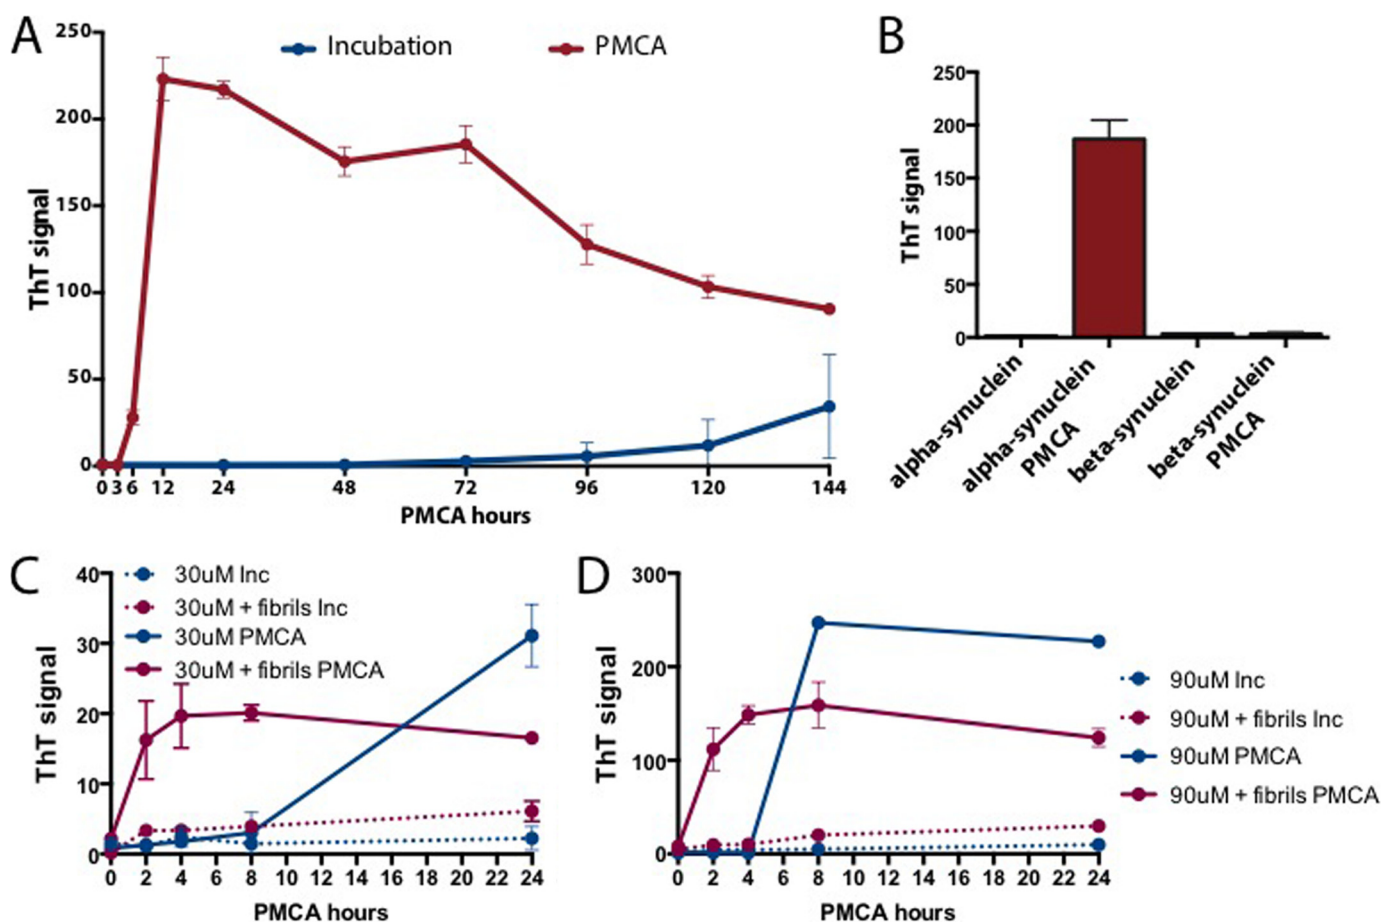 A
250
200
150
100
50
0
ThT signal
Incubation
PMCA
0 3 6 12 24 48 72 96 120 144
PMCA hours
B
250
200
150
100
50
0
ThT signal
alpha-synuclein
alpha-synuclein
PMCA
beta-synuclein
beta-synuclein
PMCA
C
40
30
20
10
0
ThT signal
30uM Inc
30uM + fibrils Inc
30uM PMCA
30uM + fibrils PMCA
0 2 4 6 8 10 12 14 16 18 20 22 24
PMCA hours
D
300
200
100
0
ThT signal
0 2 4 6 8 10 12 14 16 18 20 22 24
PMCA hours
90uM Inc
90uM + fibrils Inc
90uM PMCA
90uM + fibrils PMCA